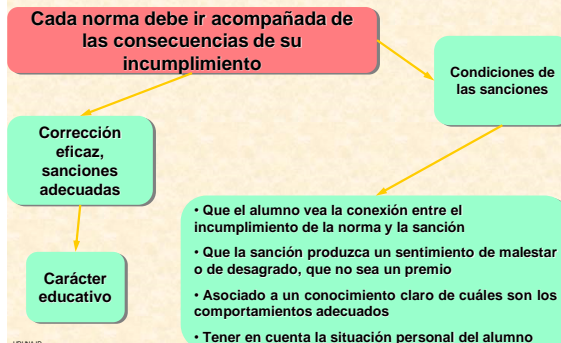 Cada norma debe ir acompañada de
las consecuencias de su
incumplimiento
Condiciones de
las sanciones
Corrección
eficaz,
sanciones
adecuadas
Carácter
educativo
• Que el alumno vea la conexión entre el
incumplimiento de la norma y la sanción
• Que la sanción produzca un sentimiento de malestar
o de desagrado, que no sea un premio
• Asociado a un conocimiento claro de cuáles son los
comportamientos adecuados
• Tener en cuenta la situación personal del alumno